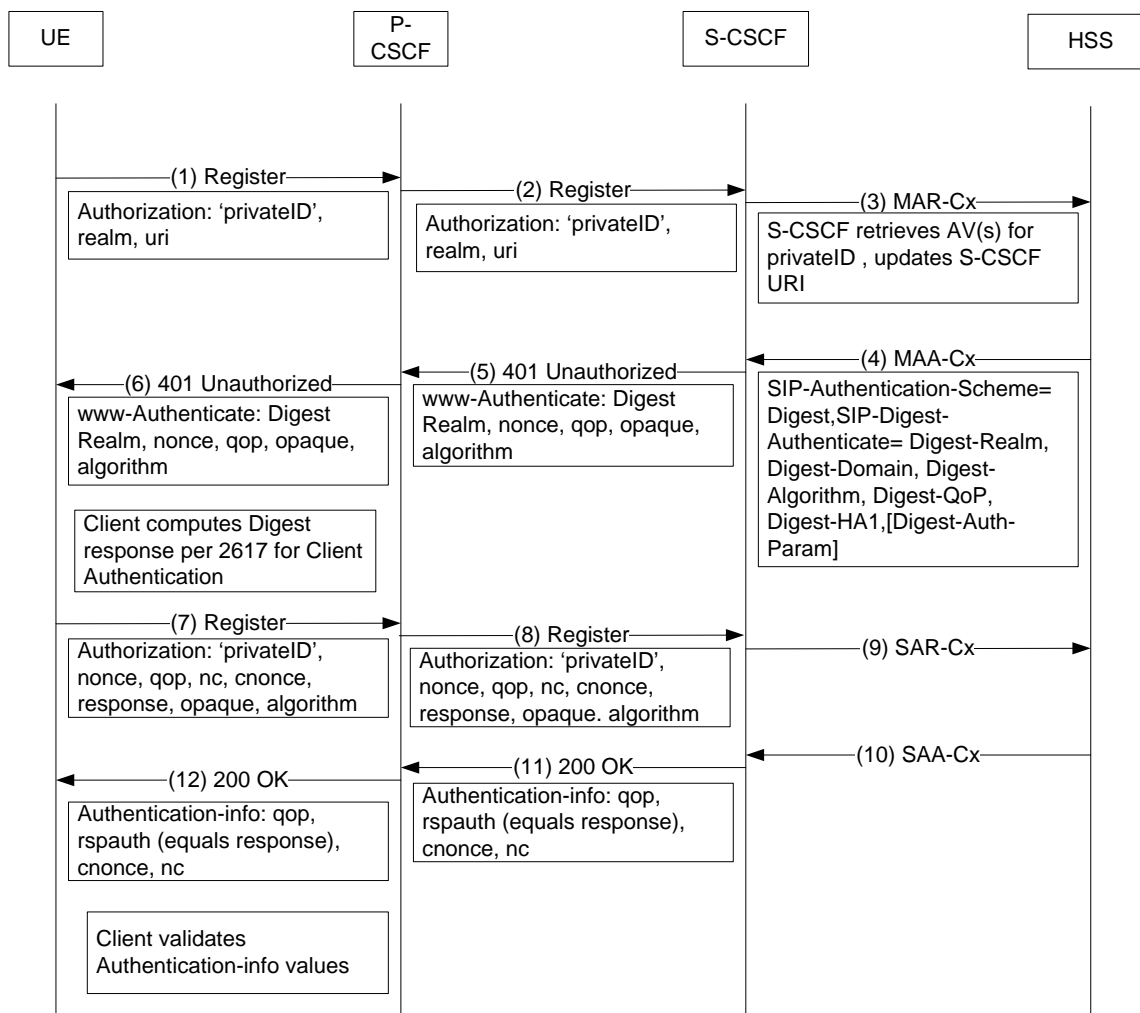 UE
P-
CSCF
S-CSCF
HSS
(1) Register
(2) Register
(3) MAR-Cx
Authorization: ‘privateID’,
realm, uri
Authorization: ‘privateID’,
realm, uri
S-CSCF retrieves AV(s) for
privateID , updates S-CSCF
URI
(4) MAA-Cx
(5) 401 Unauthorized
(6) 401 Unauthorized
SIP-Authentication-Scheme=
Digest,SIP-Digest-
Authenticate= Digest-Realm,
Digest-Domain, Digest-
Algorithm, Digest-QoP,
Digest-HA1,[Digest-Auth-
Param]
www-Authenticate: Digest
Realm, nonce, qop, opaque,
algorithm
www-Authenticate: Digest
Realm, nonce, qop, opaque,
algorithm
Client computes Digest
response per 2617 for Client
Authentication
(7) Register
(8) Register
(9) SAR-Cx
Authorization: ‘privateID’,
nonce, qop, nc, cnonce,
response, opaque, algorithm
Authorization: ‘privateID’,
nonce, qop, nc, cnonce,
response, opaque. algorithm
(10) SAA-Cx
(11) 200 OK
(12) 200 OK
Authentication-info: qop,
rspauth (equals response),
cnonce, nc
Authentication-info: qop,
rspauth (equals response),
cnonce, nc
Client validates
Authentication-info values